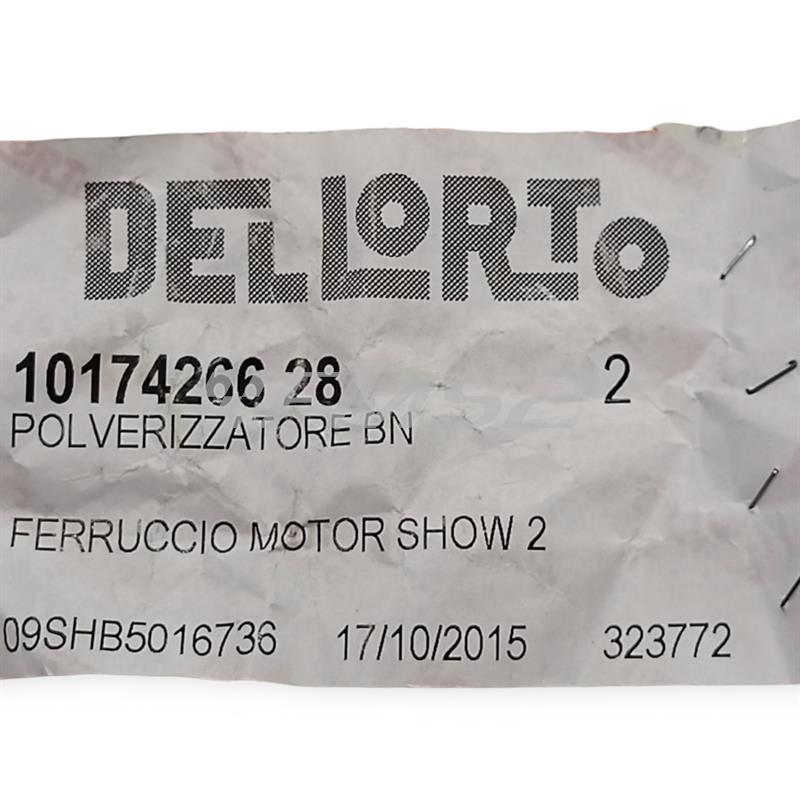 DELLORTO
10174266 28 2
POLVERIZZATORE BN
FERRUCCIO MOTOR SHOW 2
09SHB5016736 17/10/2015 323772